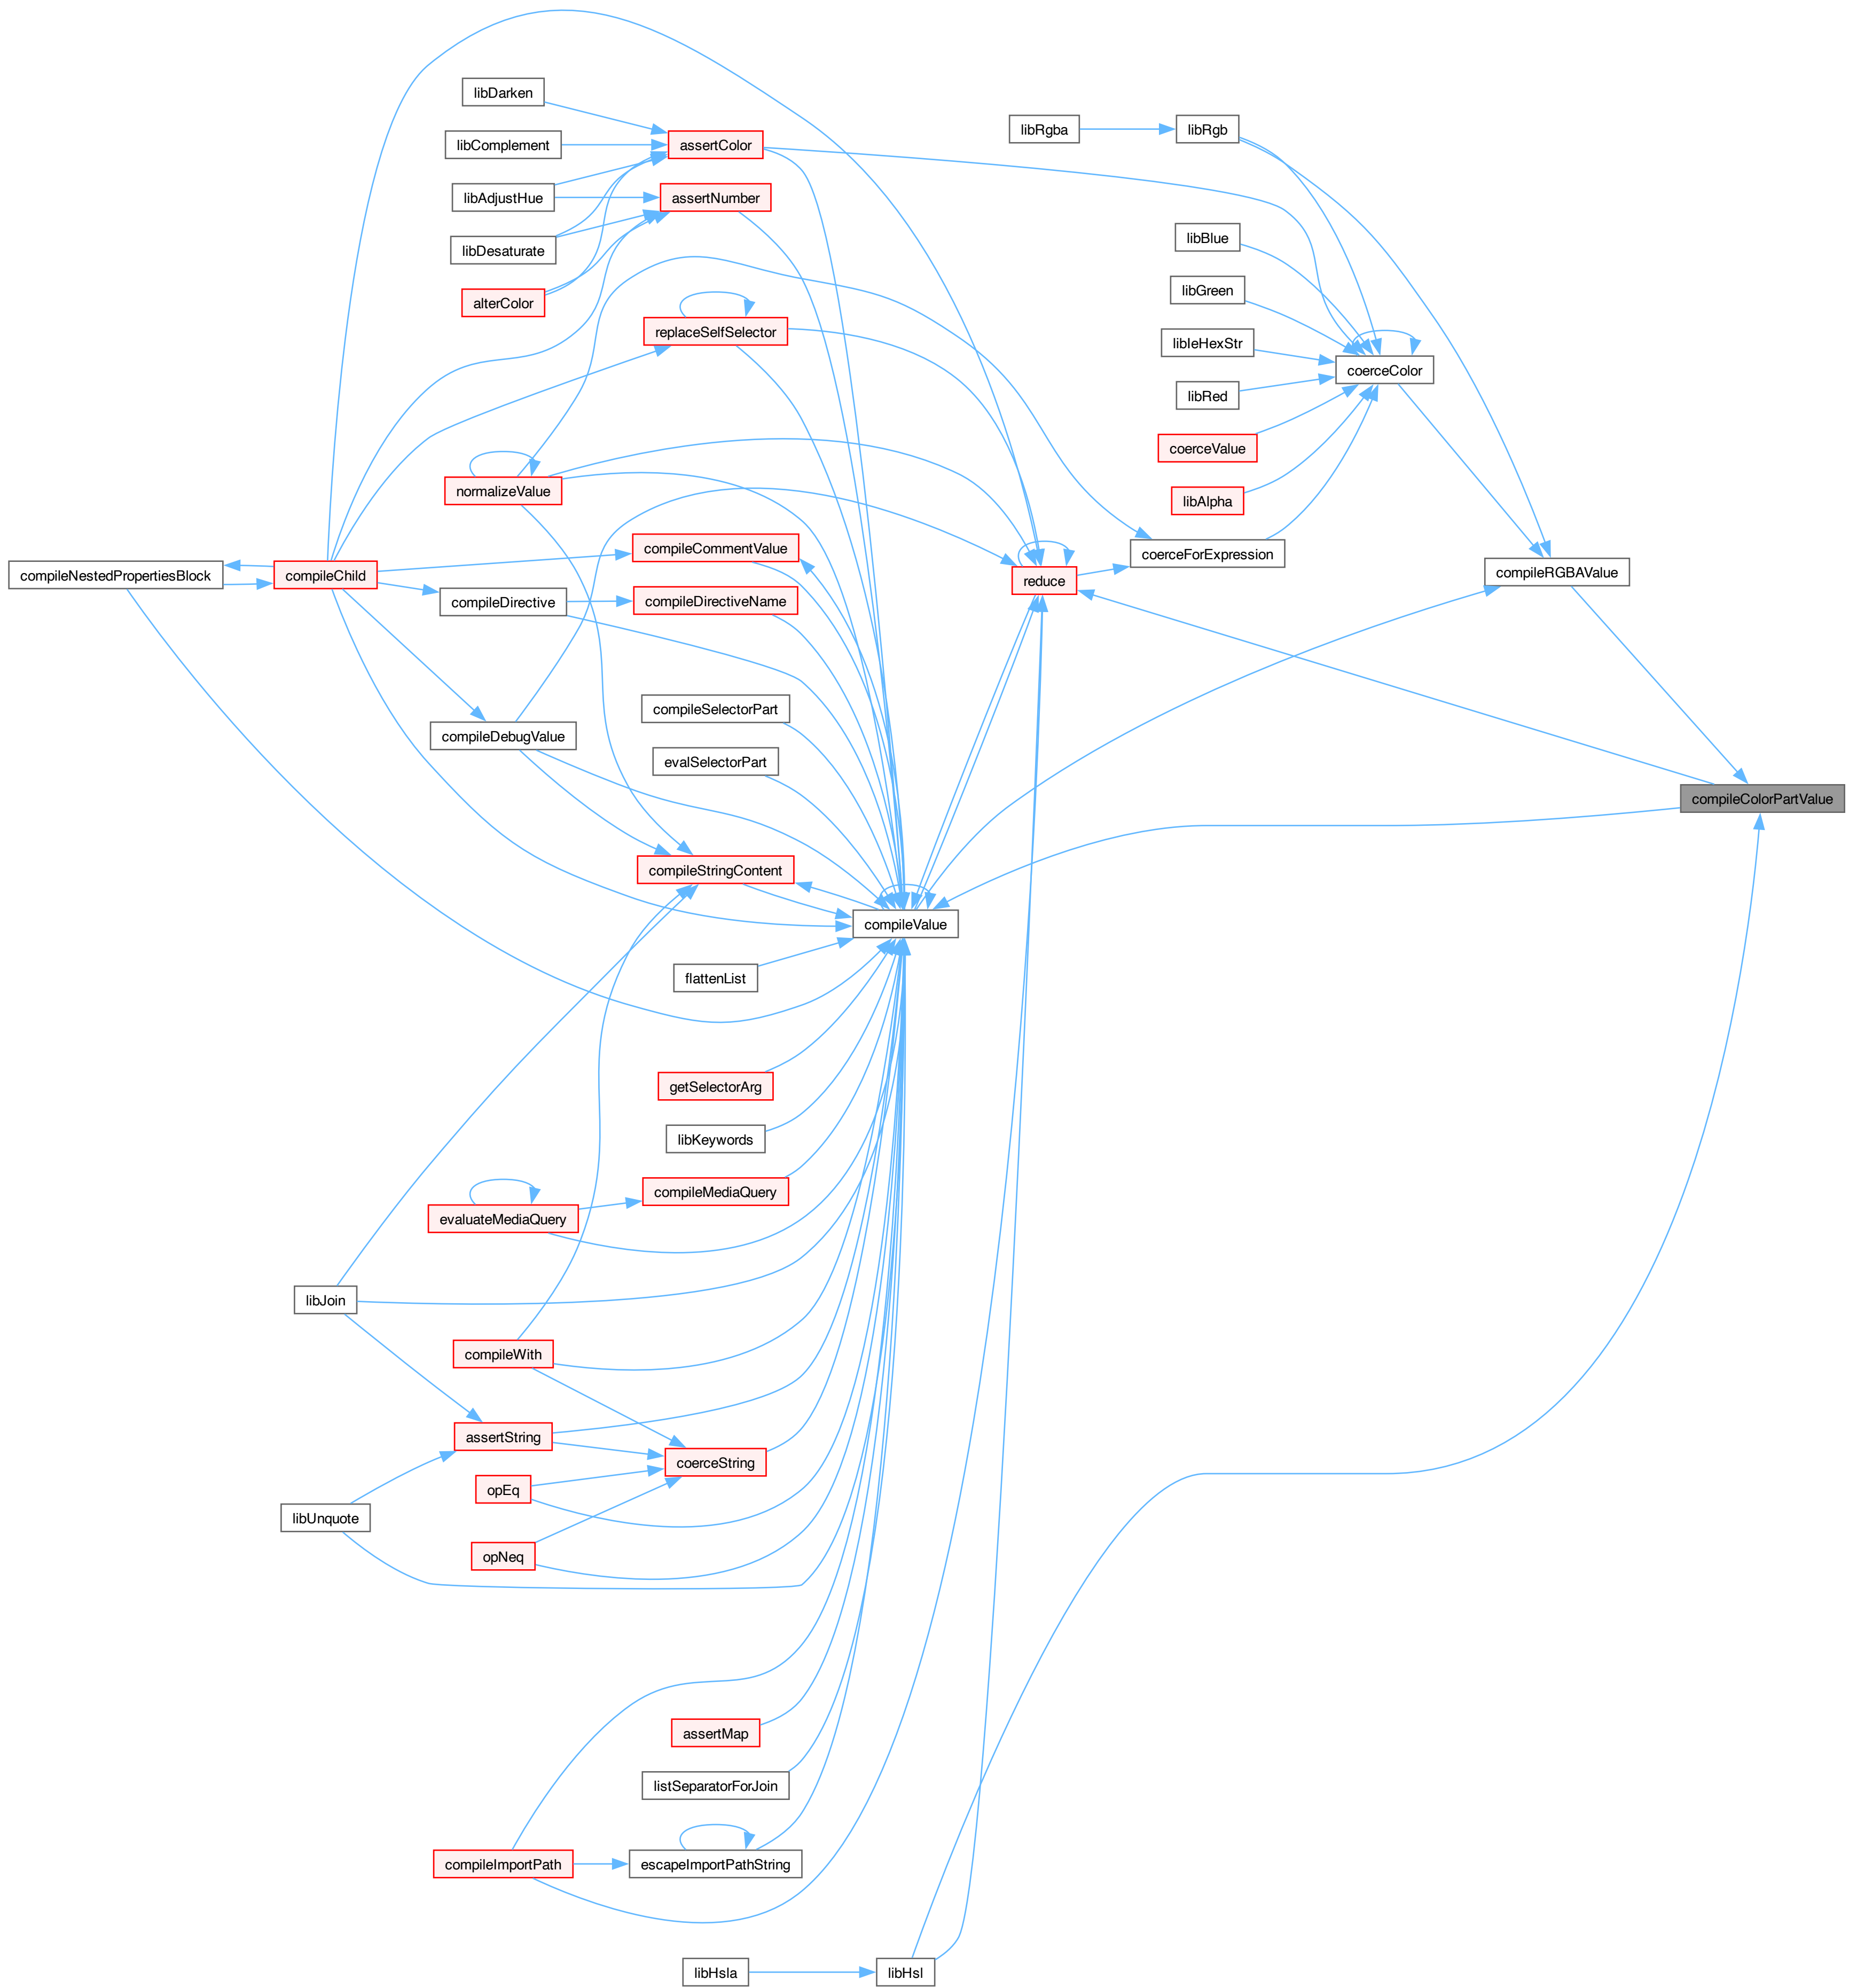 libDarken
libRgba
libRgb
libComplement
assertColor
libAdjustHue
assertNumber
libBlue
libDesaturate
libGreen
alterColor
replaceSelfSelector
libIeHexStr
coerceColor
libRed
coerceValue
normalizeValue
libAlpha
compileCommentValue
coerceForExpression
compileNestedPropertiesBlock
compileChild
reduce
compileRGBAValue
compileDirective
compileDirectiveName
compileSelectorPart
compileDebugValue
evalSelectorPart
compileColorPartValue
compileStringContent
compileValue
flattenList
getSelectorArg
libKeywords
compileMediaQuery
evaluateMediaQuery
libJoin
compileWith
assertString
coerceString
opEq
libUnquote
opNeq
assertMap
listSeparatorForJoin
compileImportPath
escapeImportPathString
libHsla
libHsl